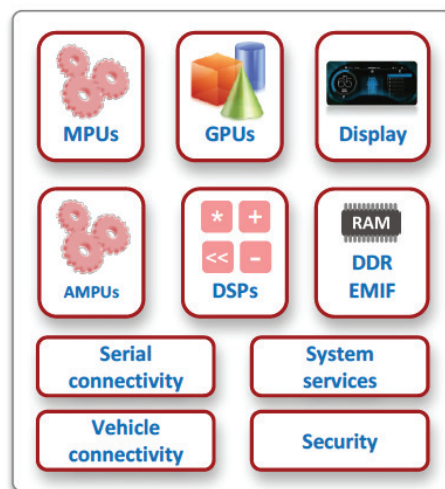 MPUs
GPUs
Display
AMPUs
* +
<< -
DSPs
RAM
DDR
EMIF
Serial
connectivity
System
services
Vehicle
connectivity
Security